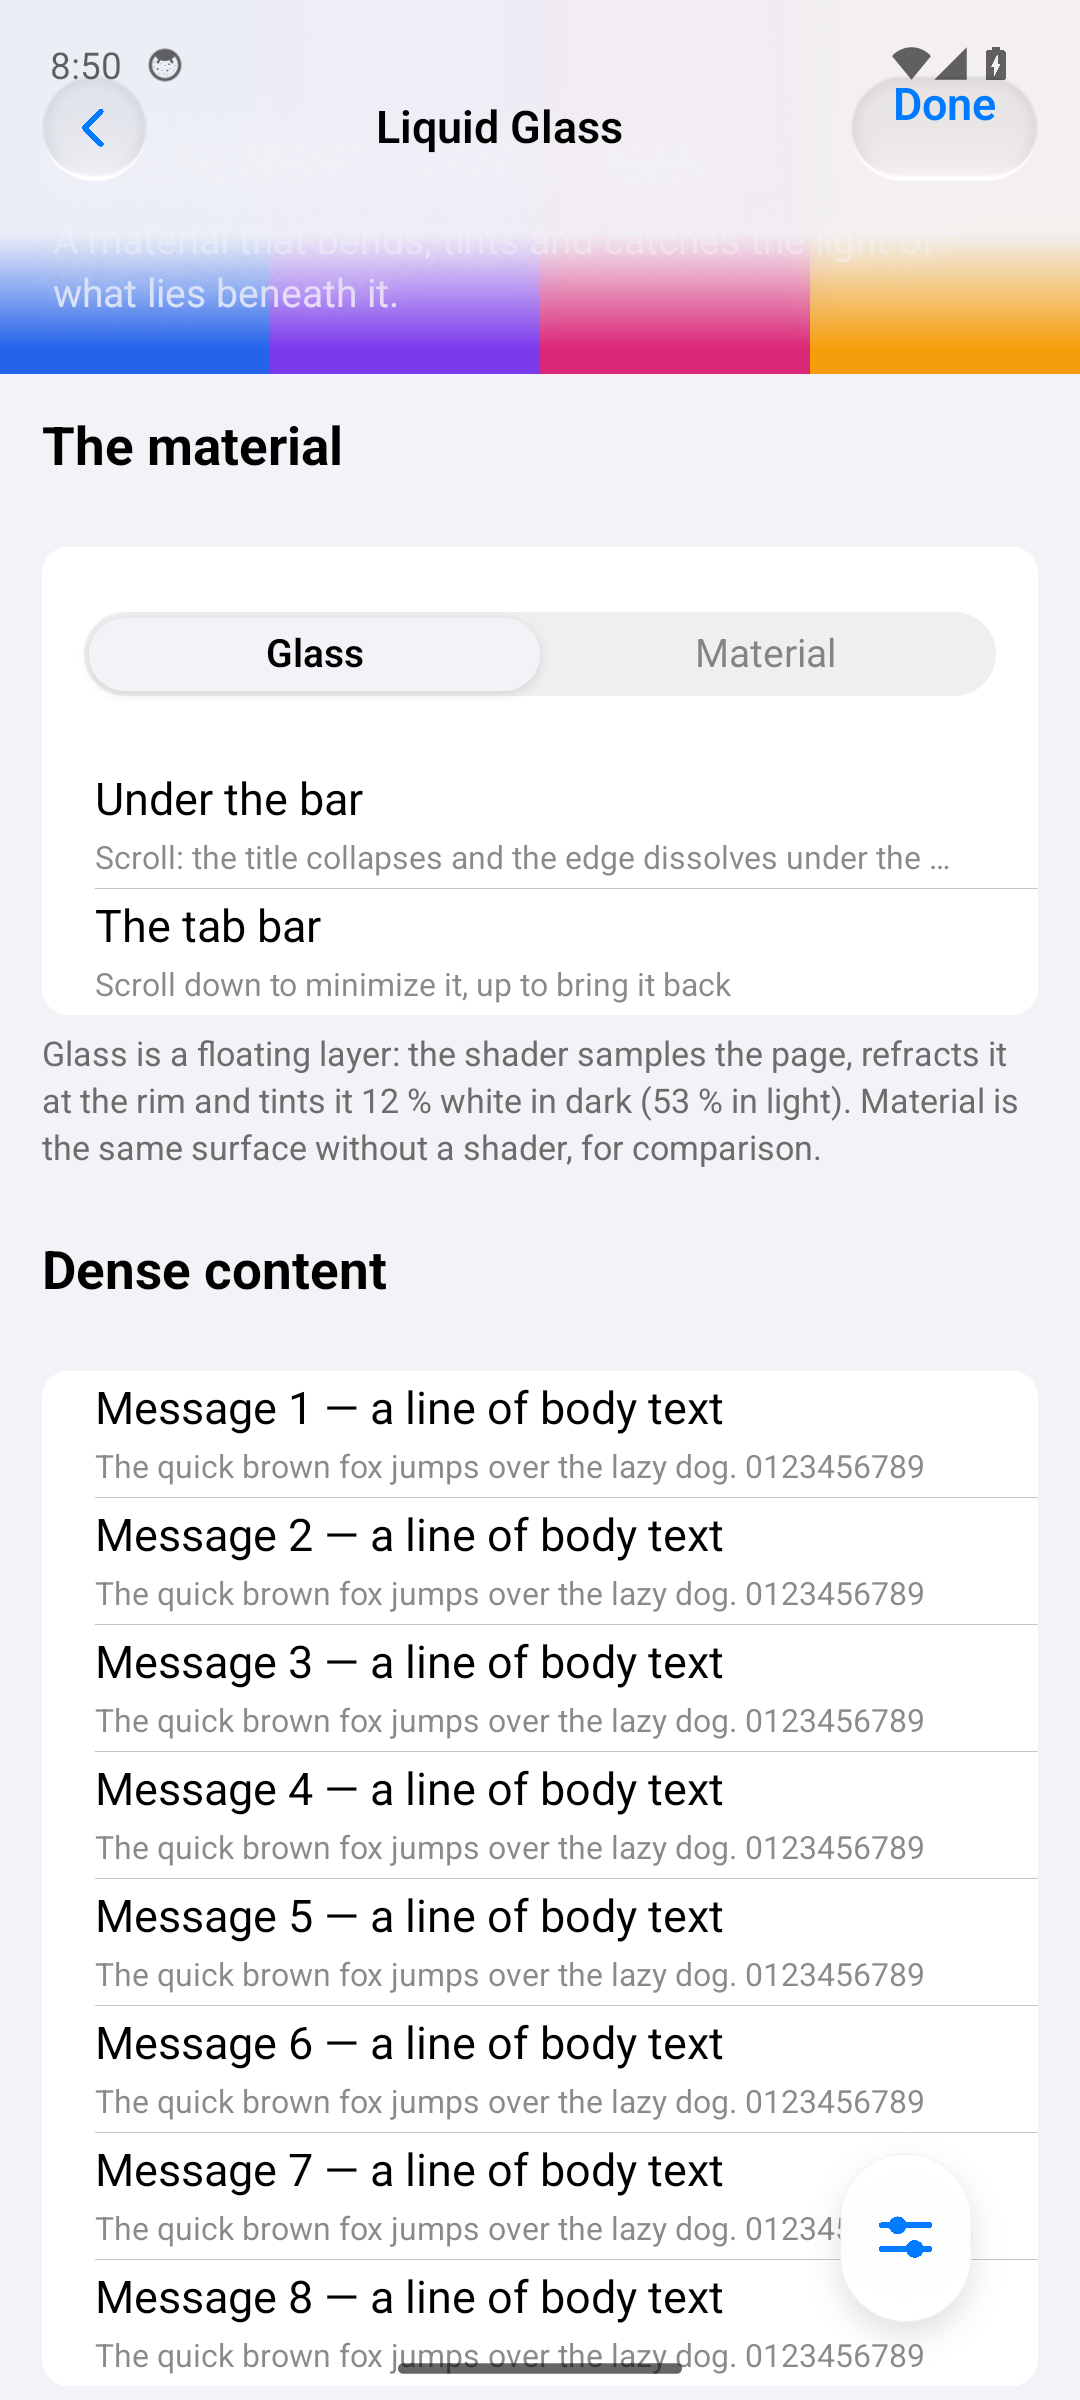 8:50
Liquid Glass
Done
A material that bends, tints and catches the light of
what lies beneath it.
The material
Glass
Material
Under the bar
Scroll: the title collapses and the edge dissolves under the ...
The tab bar
Scroll down to minimize it, up to bring it back
Glass is a floating layer: the shader samples the page, refracts it
at the rim and tints it 12 % white in dark (53 % in light). Material is
the same surface without a shader, for comparison.
Dense content
Message 1 — a line of body text
The quick brown fox jumps over the lazy dog. 0123456789
Message 2 — a line of body text
The quick brown fox jumps over the lazy dog. 0123456789
Message 3 — a line of body text
The quick brown fox jumps over the lazy dog. 0123456789
Message 4 — a line of body text
The quick brown fox jumps over the lazy dog. 0123456789
Message 5 — a line of body text
The quick brown fox jumps over the lazy dog. 0123456789
Message 6 — a line of body text
The quick brown fox jumps over the lazy dog. 0123456789
Message 7 — a line of body text
The quick brown fox jumps over the lazy dog. 012345
Message 8 — a line of body text
The quick brown fox jumps over the lazy dog. 0123456789